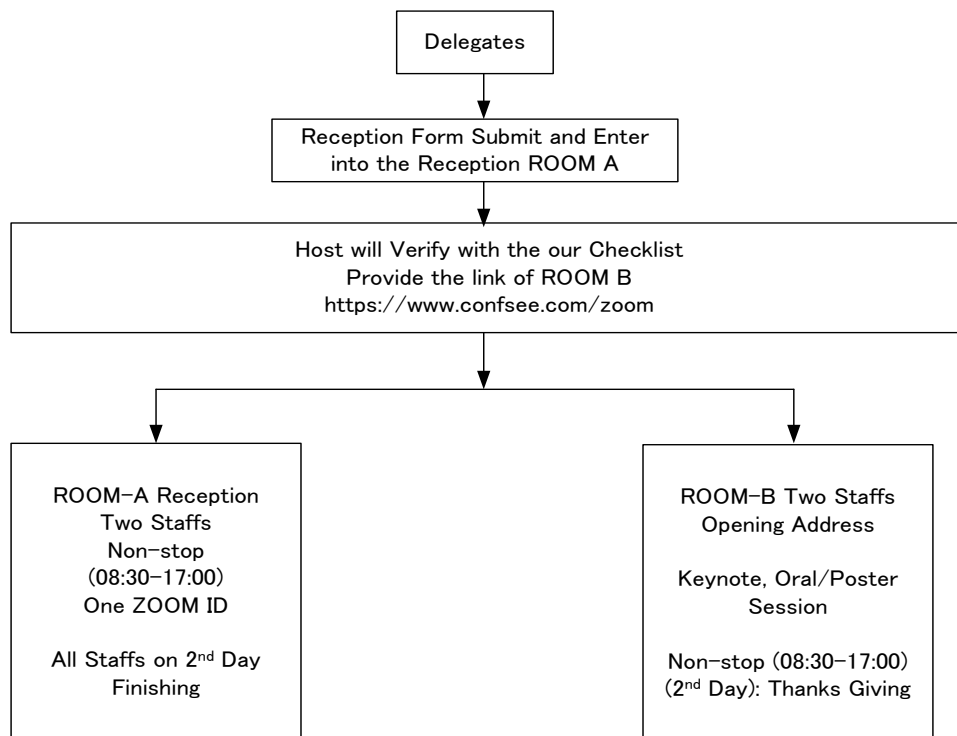 Delegates
Reception Form Submit and Enter
into the Reception ROOM A
Host will Verify with the our Checklist
Provide the link of ROOM B
https://www.confsee.com/zoom
ROOM-A Reception
Two Staffs
Non-stop
(08:30-17:00)
One ZOOM ID
All Staffs on 2nd Day
Finishing
ROOM-B Two Staffs
Opening Address
Keynote, Oral/Poster
Session
Non-stop (08:30-17:00)
(2nd Day): Thanks Giving